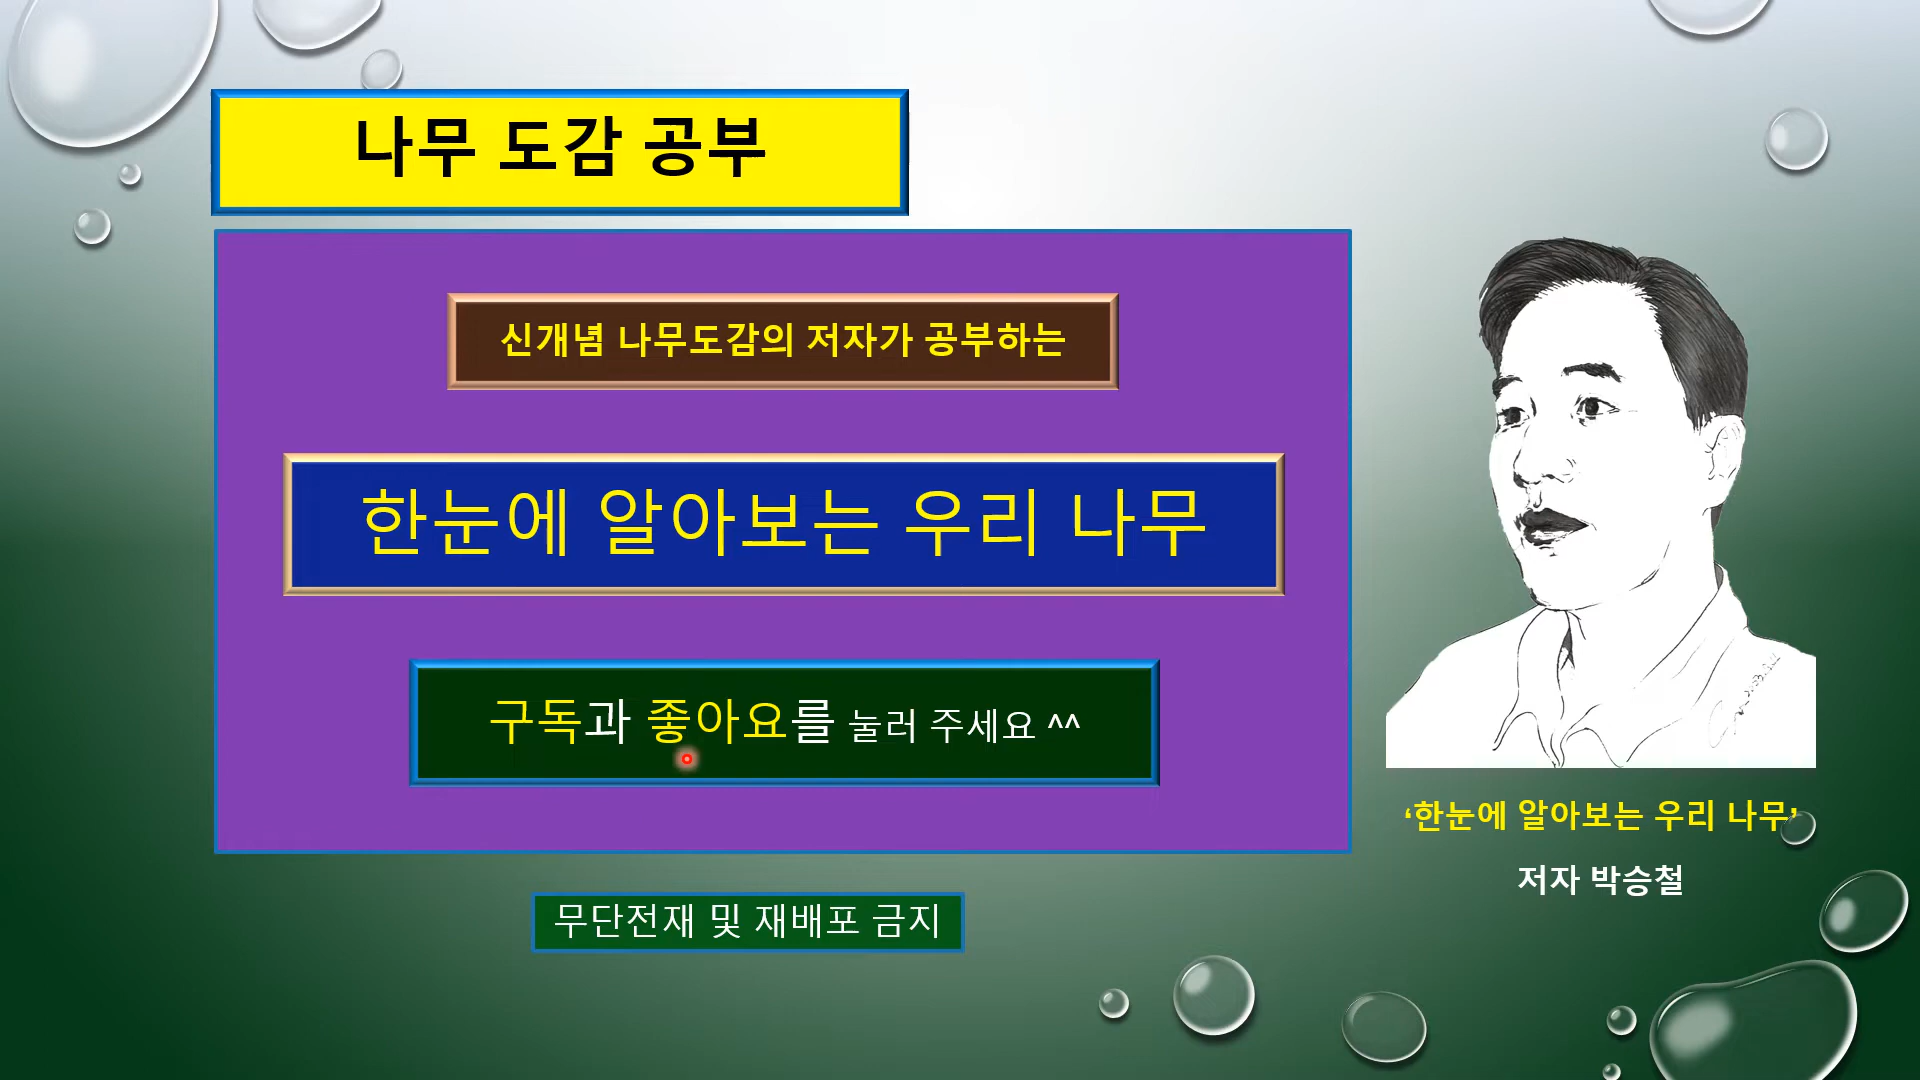 나무 도감 공부
신개념 나무도감의 저자가 공부하는
한눈에 알아보는 우리 나무
구독과 좋아요를 눌러 주세요 ^^
‘한눈에 알아보는 우리 나무’
저자 박승철
무단전재 및 재배포 금지